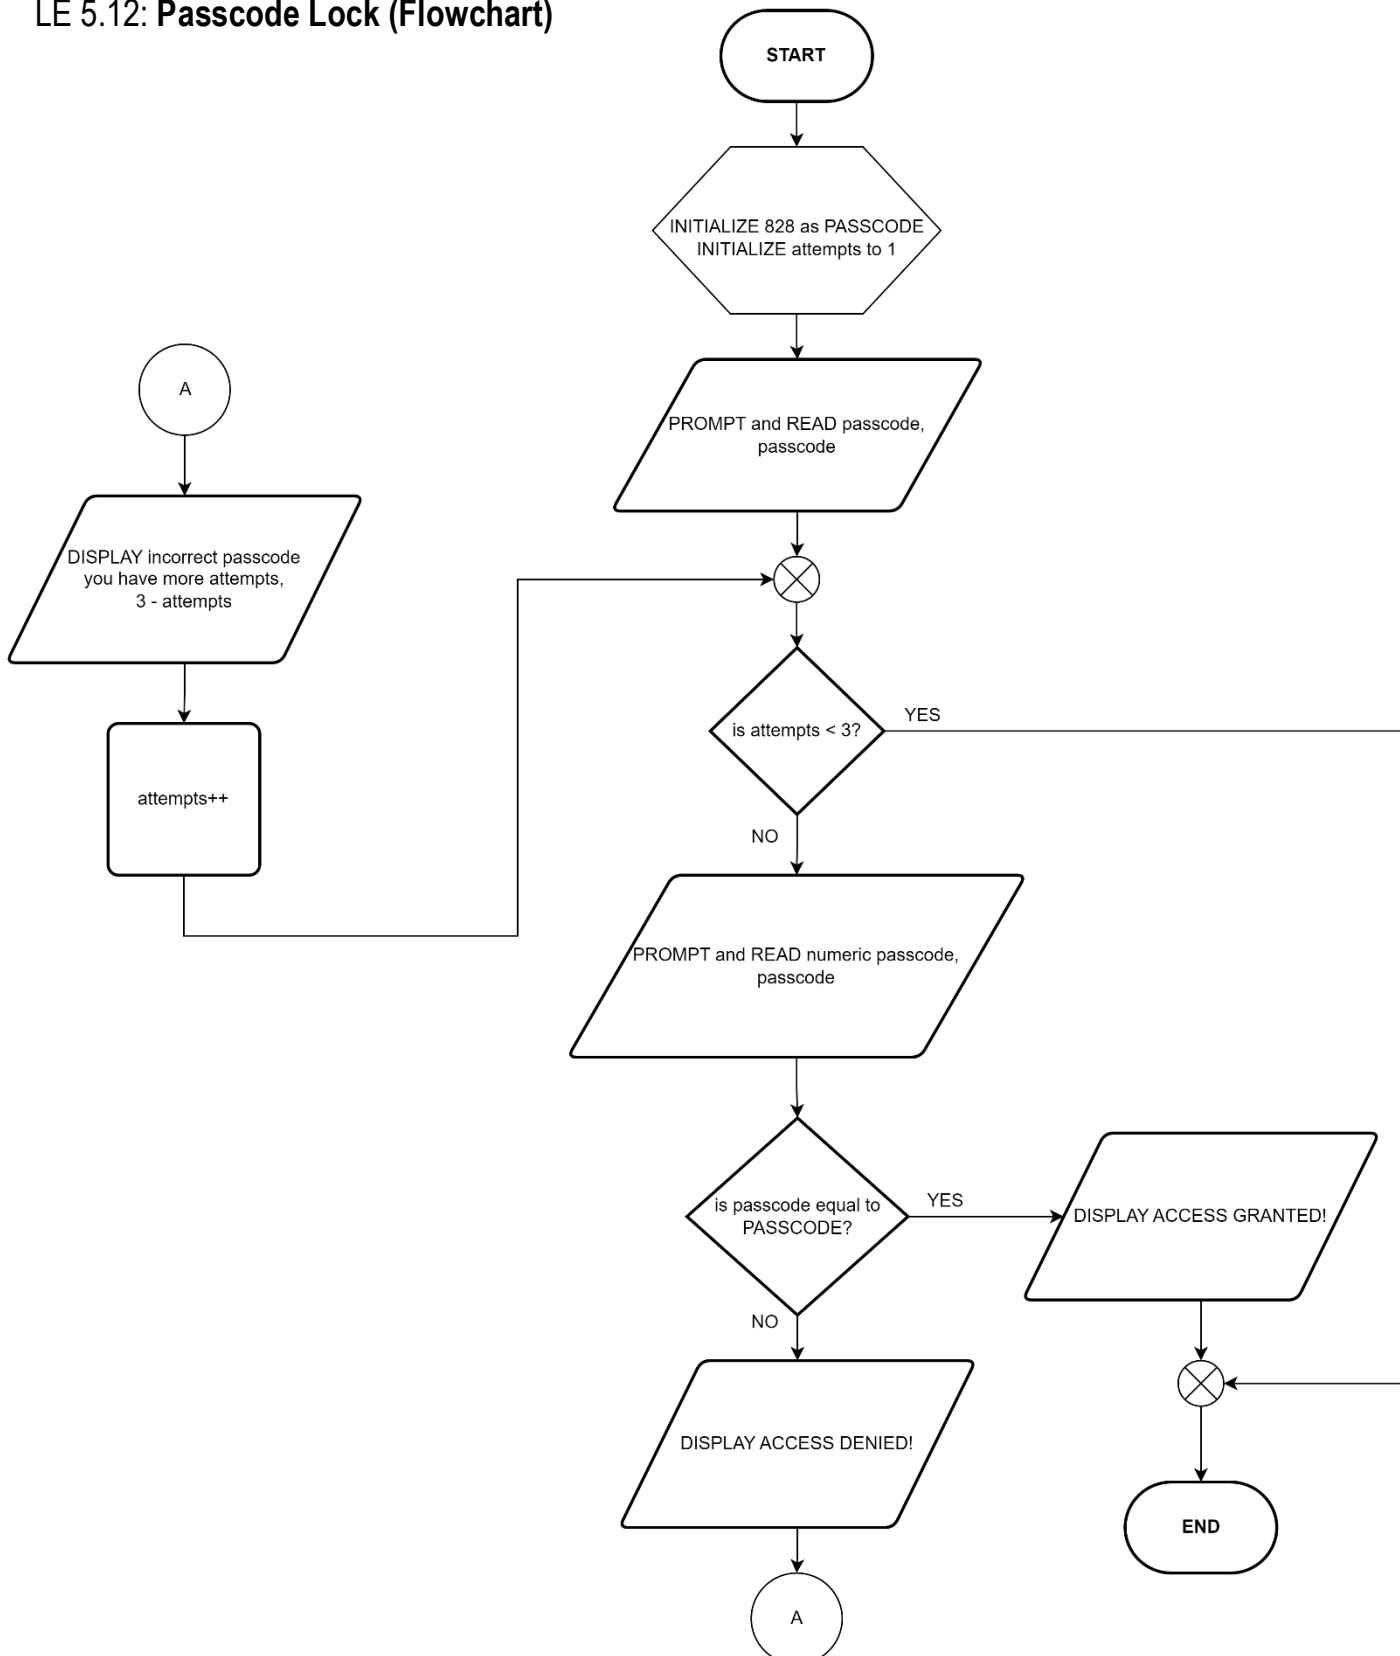 LE 5.12: Passcode Lock (Flowchart)
START
INITIALIZE 828 as PASSCODE
INITIALIZE attempts to 1
PROMPT and READ passcode,
passcode
A
DISPLAY incorrect passcode
you have more attempts,
3 - attempts
attempts++
is attempts < 3?
YES
NO
PROMPT and READ numeric passcode,
passcode
is passcode equal to
PASSCODE?
YES
DISPLAY ACCESS GRANTED!
NO
DISPLAY ACCESS DENIED!
END
A